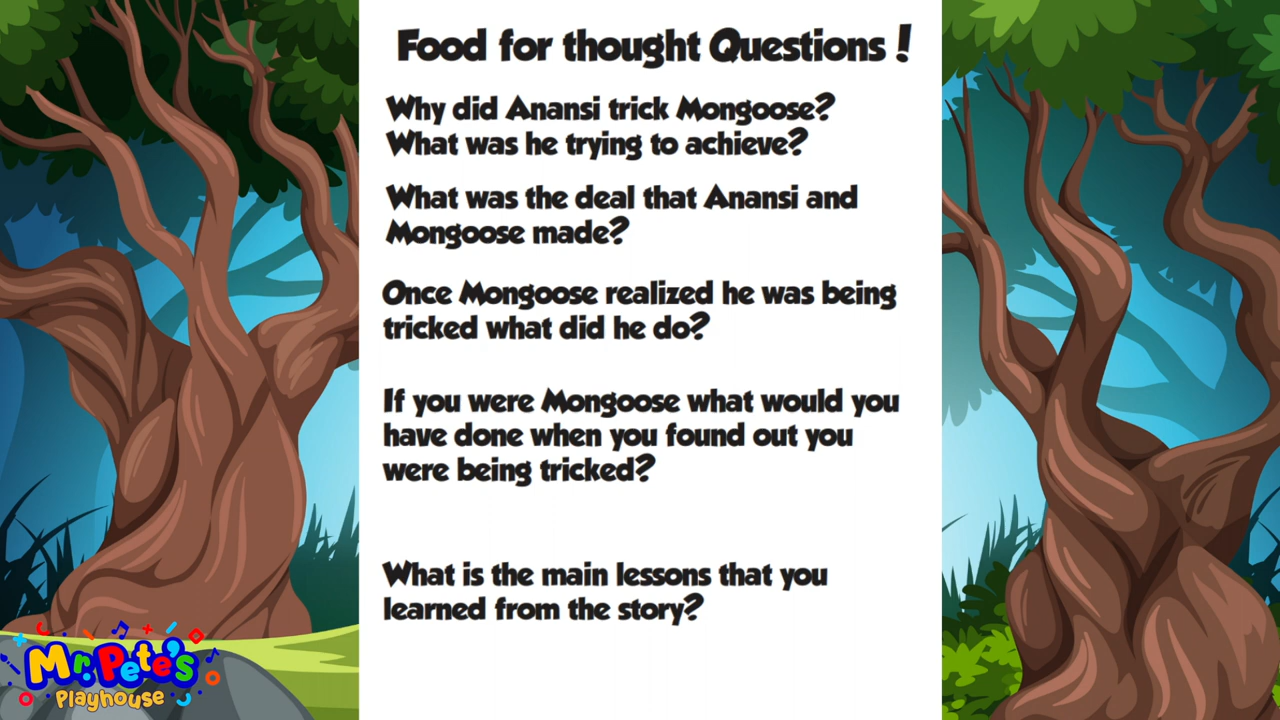 Food for thought Questions!
Why did Anansi trick Mongoose?
What was he trying to achieve?
What was the deal that Anansi and
Mongoose made?
Once Mongoose realized he was being
tricked what did he do?
If you were Mongoose what would you
have done when you found out you
were being tricked?
What is the main lessons that you
learned from the story?
Mr. Pete's
Playhouse